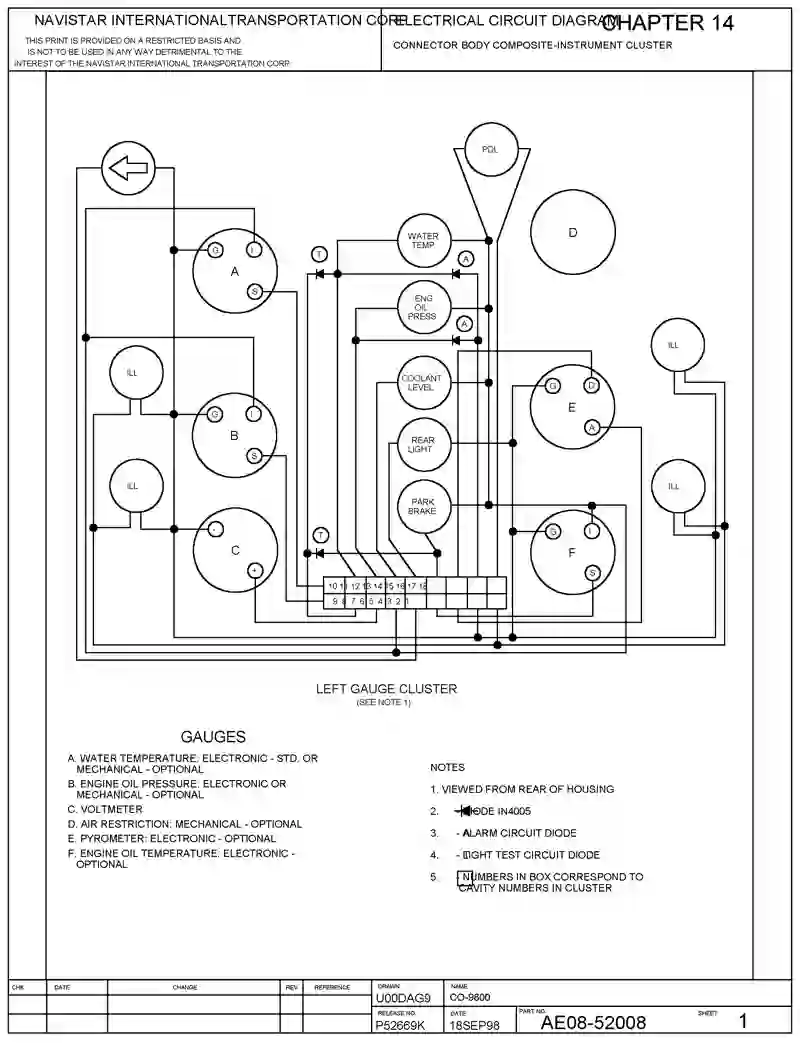 NAVISTAR INTERNATIONAL TRANSPORTATION CORP.
THIS PRINT IS PROVIDED ON A RESTRICTED BASIS AND
IS NOT TO BE USED IN ANY WAY DETRIMENTAL TO THE
INTEREST OF THE NAVISTAR INTERNATIONAL TRANSPORTATION CORP.
ELECTRICAL CIRCUIT DIAGRAM
CHAPTER 14
CONNECTOR BODY COMPOSITE-INSTRUMENT CLUSTER
PDL
D
WATER
TEMP
T
A
G
I
A
S
ENG
OIL
PRESS
A
ILL
ILL
COOLANT
LEVEL
G
D
E
A
G
I
B
S
REAR
LIGHT
ILL
ILL
PARK
BRAKE
T
-
C
+
G
I
F
S
10 11 12 13 14 15 16 17 18
9 8 7 6 5 4 3 2 1
LEFT GAUGE CLUSTER
(SEE NOTE 1)
GAUGES
A. WATER TEMPERATURE: ELECTRONIC - STD. OR
MECHANICAL - OPTIONAL
B. ENGINE OIL PRESSURE: ELECTRONIC OR
MECHANICAL - OPTIONAL
C. VOLTMETER
D. AIR RESTRICTION: MECHANICAL - OPTIONAL
E. PYROMETER: ELECTRONIC - OPTIONAL
F. ENGINE OIL TEMPERATURE: ELECTRONIC -
OPTIONAL
NOTES
1. VIEWED FROM REAR OF HOUSING
2. DIODE IN4005
3. - ALARM CIRCUIT DIODE
4. - LIGHT TEST CIRCUIT DIODE
5. - NUMBERS IN BOX CORRESPOND TO
CAVITY NUMBERS IN CLUSTER
CHK DATE CHANGE REV REFERENCE
DRAWN
U00DAG9
NAME
CO-9800
RELEASE NO.
P52669K
DATE
18SEP98
PART NO.
AE08-52008
SHEET
1